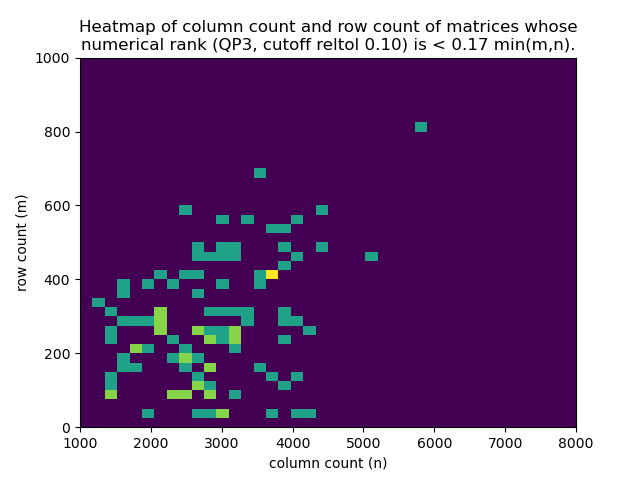 Heatmap of column count and row count of matrices whose
numerical rank (QP3, cutoff reltol 0.10) is < 0.17 min(m,n).
1000
800
600
400
200
0
row count (m)
1000 2000 3000 4000 5000 6000 7000 8000
column count (n)